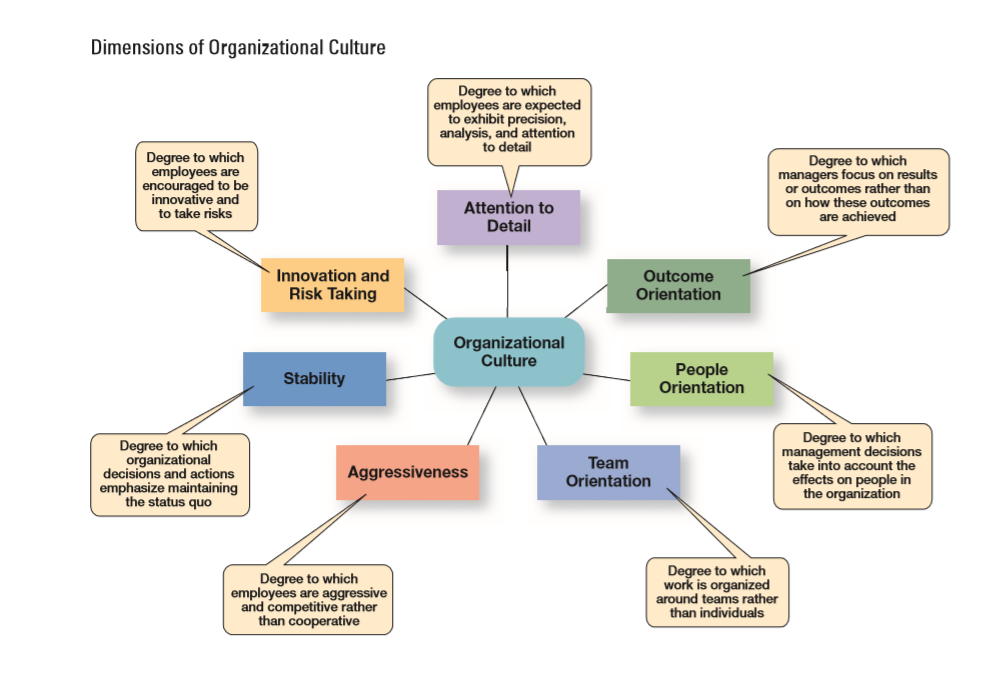 Dimensions of Organizational Culture
Degree to which
employees are expected
to exhibit precision,
analysis, and attention
to detail
Attention to
Detail
Degree to which
employees are
encouraged to be
innovative and
to take risks
Innovation and
Risk Taking
Degree to which
managers focus on results
or outcomes rather than
on how these outcomes
are achieved
Outcome
Orientation
Organizational
Culture
Stability
Degree to which
organizational
decisions and actions
emphasize maintaining
the status quo
People
Orientation
Degree to which
management decisions
take into account the
effects on people in
the organization
Aggressiveness
Degree to which
employees are aggressive
and competitive rather
than cooperative
Team
Orientation
Degree to which
work is organized
around teams rather
than individuals